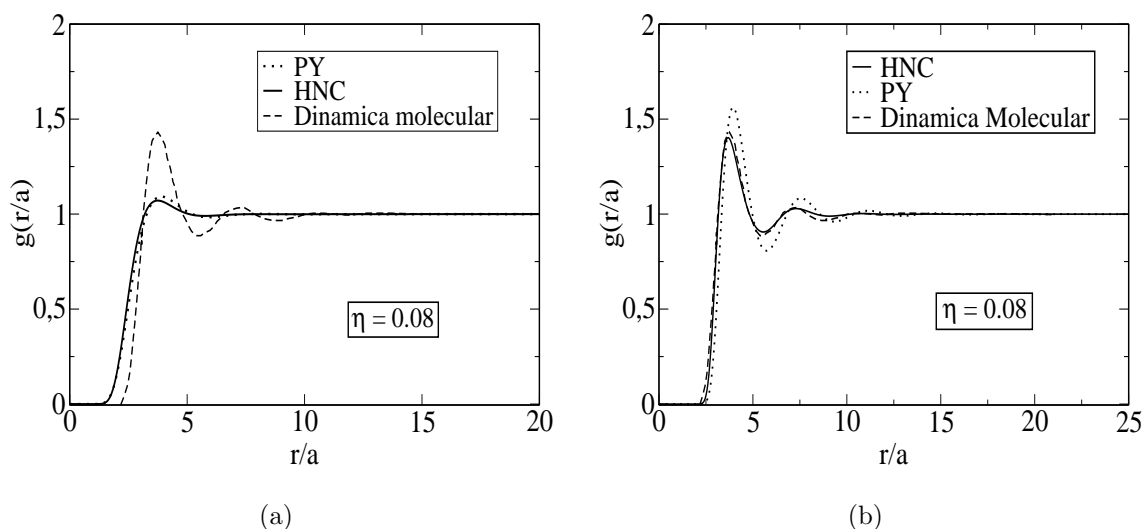 2
1,5
1
0,5
0
g(r/a)
PY
HNC
Dinamica molecular
η = 0.08
0 5 10 15 20
r/a
(a)
2
1,5
1
0,5
0
g(r/a)
HNC
PY
Dinamica Molecular
η = 0.08
0 5 10 15 20 25
r/a
(b)